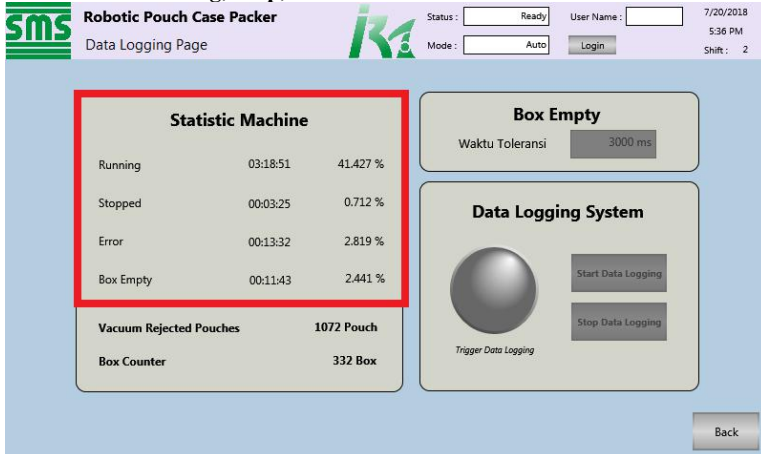 sms
Robotic Pouch Case Packer
Data Logging Page
Status : Ready
Mode : Auto
User Name :
Login
7/20/2018
5:36 PM
Shift : 2
Statistic Machine
Running 03:18:51 41.427 %
Stopped 00:03:25 0.712 %
Error 00:13:32 2.819 %
Box Empty 00:11:43 2.441 %
Vacuum Rejected Pouches 1072 Pouch
Box Counter 332 Box
Box Empty
Waktu Toleransi 3000 ms
Data Logging System
Start Data Logging
Stop Data Logging
Trigger Data Logging
Back